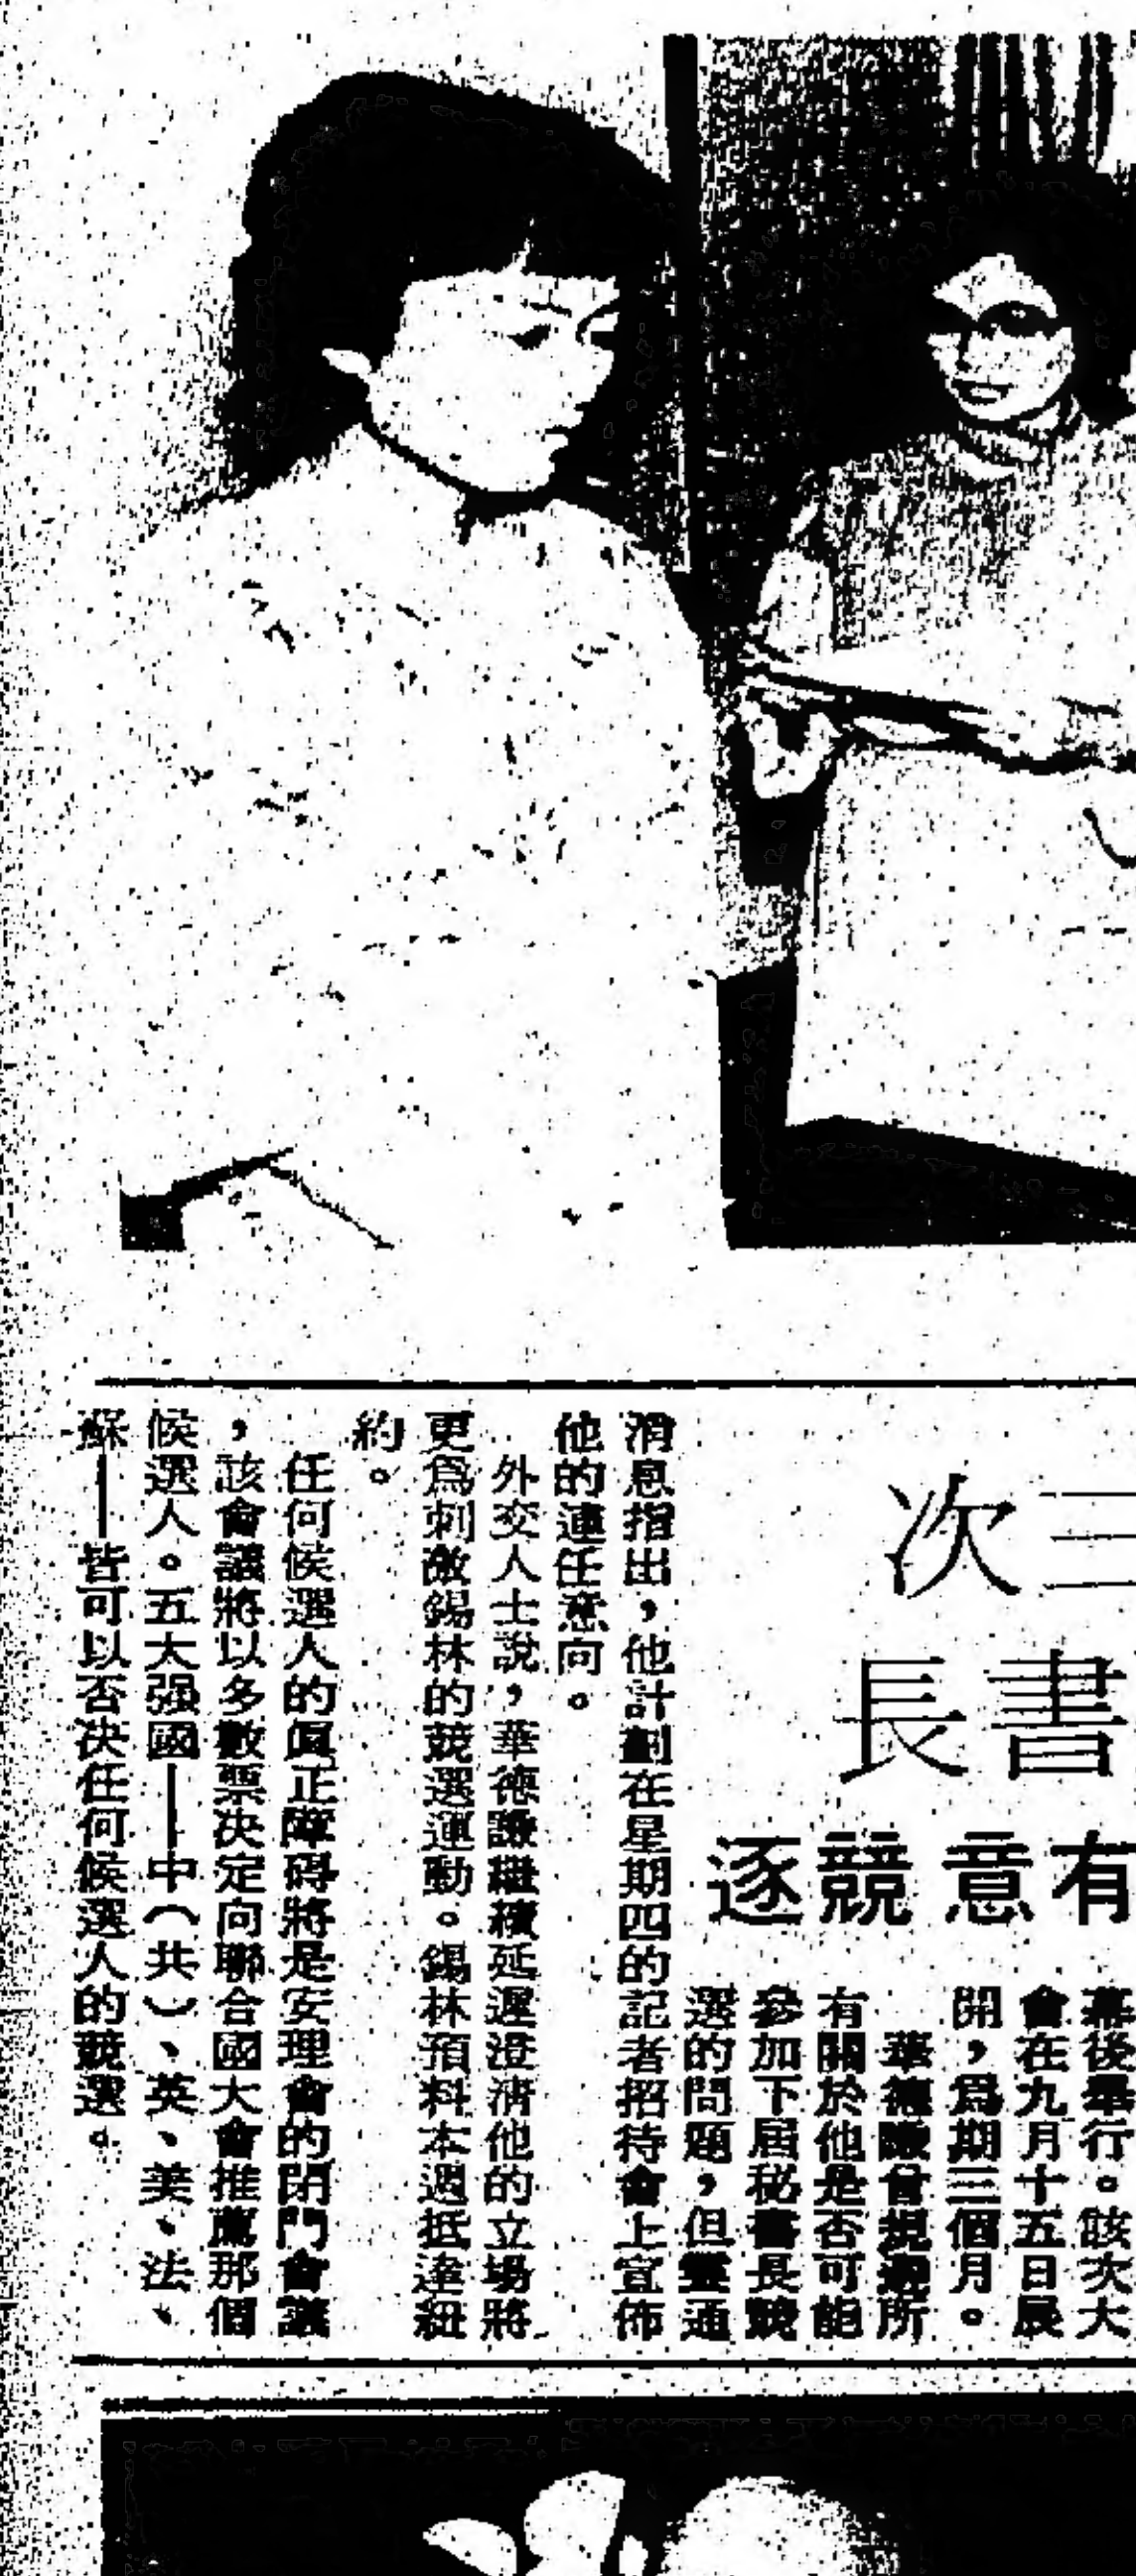 三次
書長
有意競逐
幕後舉行。該次大
會在九月十五日展
開，爲期三個月。
華德曾規避所
有關於他是否可能
參加下届秘書長競
選的問題，但靈通
消息指出，他計劃在星期四的記者招待會上宣佈
他的連任意向。
外交人士說，華德繼續延遲澄清他的立場將
更爲刺激錫林的競選運動。錫林預料本週抵達紐
約。
任何候選人的眞正障碍將是安理會的閉門會議
，該會議將以多數票决定向聯合國大會推薦那個
候選人。五大强國——中（共）、英、美、法、
蘇——皆可以否决任何候選人的競選。